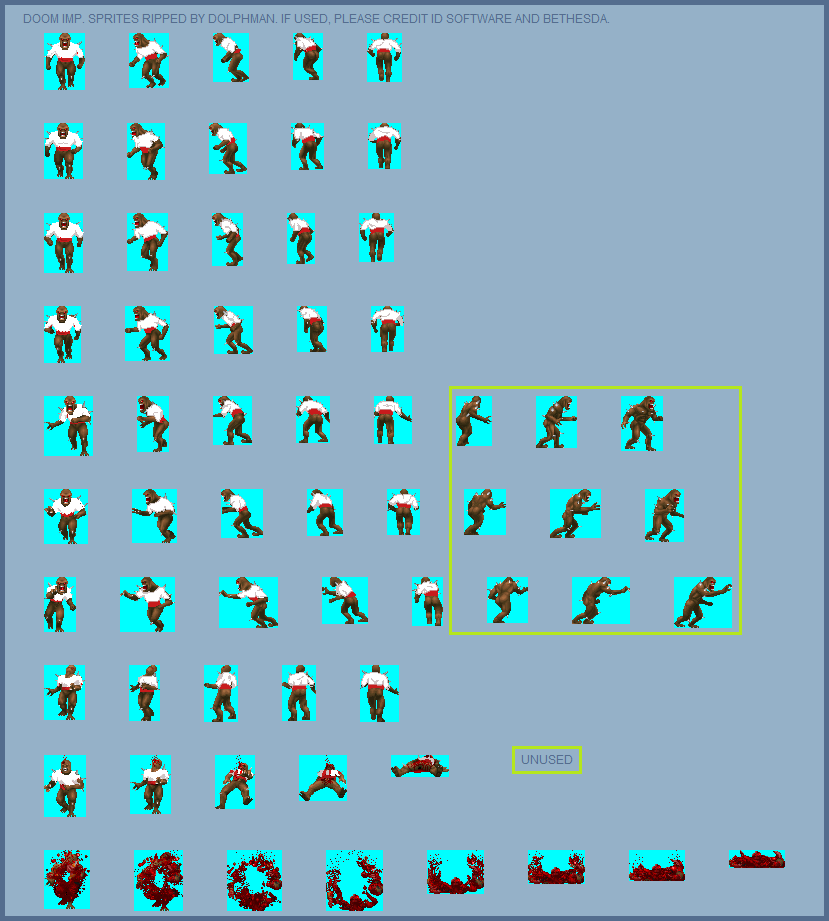 DOOM IMP. SPRITES RIPPED BY DOLPHMAN. IF USED, PLEASE CREDIT ID SOFTWARE AND BETHESDA.
UNUSED